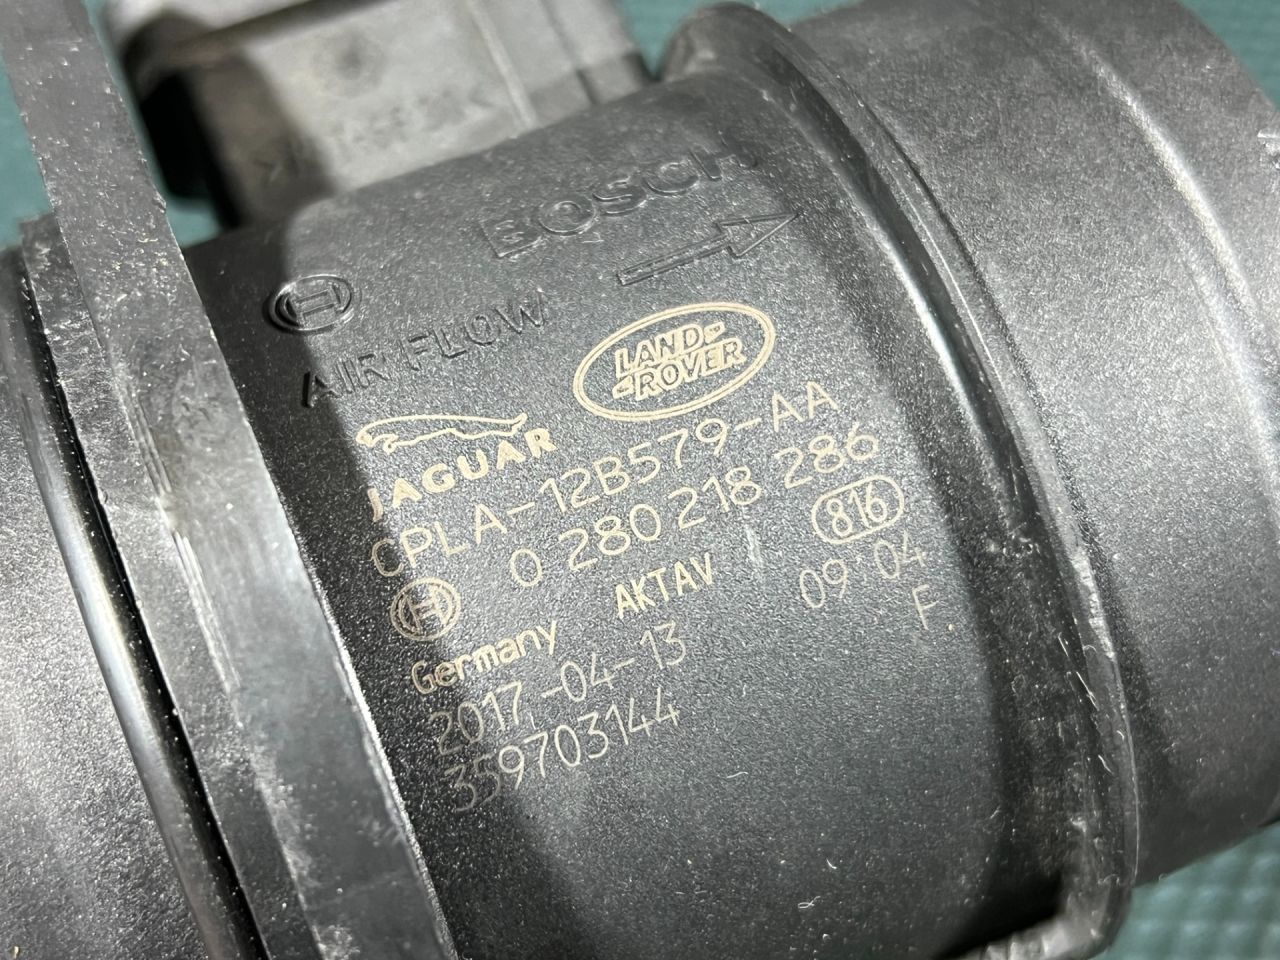 BOSCH
AIR FLOW
LAND-
-ROVER
JAGUAR
CPLA-12B579-AA
0 280 218 286
816
AKTAV
09 04
Germany
F
2017-04-13
359703144